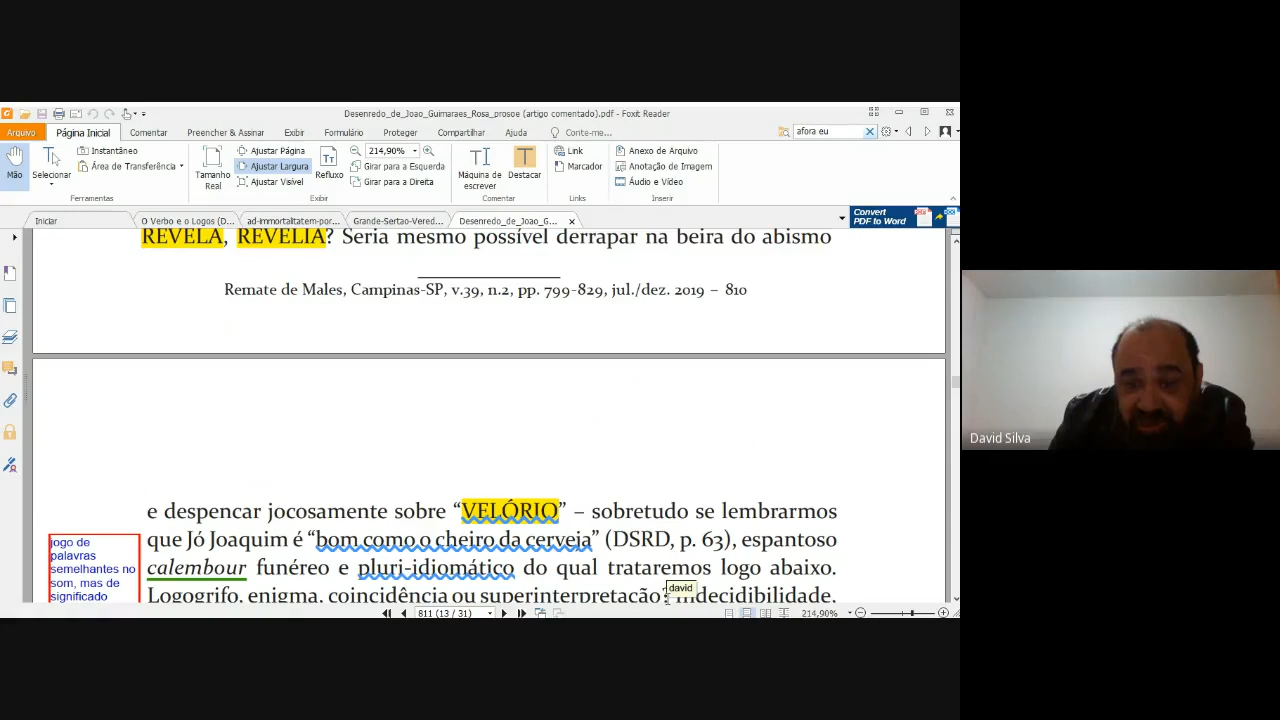 Desenredo_de_Joao_Guimaraes_Rosa_prosoe (artigo comentado).pdf - Foxit Reader
Arquivo Página Inicial Comentar Preencher & Assinar Exibir Formulário Proteger Compartilhar Ajuda Conte-me... afora eu
Mão Selecionar Instantâneo Área de Transferência Ferramentas
Tamanho Real Ajustar Página Ajustar Largura Ajustar Visível Refluxo 214,90% Girar para a Esquerda Girar para a Direita Exibir
Máquina de escrever Destacar Comentar
Link Marcador Links
Anexo de Arquivo Anotação de Imagem Áudio e Vídeo Inserir
Iniciar O Verbo e o Logos (D... ad-immortalitatem-por... Grande-Sertao-Vered... Desenredo_de_Joao_G... Convert PDF to Word
REVELA, REVELIA? Seria mesmo possível derrapar na beira do abismo
Remate de Males, Campinas-SP, v.39, n.2, pp. 799-829, jul./dez. 2019 – 810
e despencar jocosamente sobre “VELÓRIO” – sobretudo se lembrarmos
que Jó Joaquim é “bom como o cheiro da cerveja” (DSRD, p. 63), espantoso
calembour funéreo e pluri-idiomático do qual trataremos logo abaixo.
Logogrifo, enigma, coincidência ou superinterpretação? Indecidibilidade,
jogo de
palavras
semelhantes no
som, mas de
significado
david
811 (13 / 31) 214,90%
David Silva